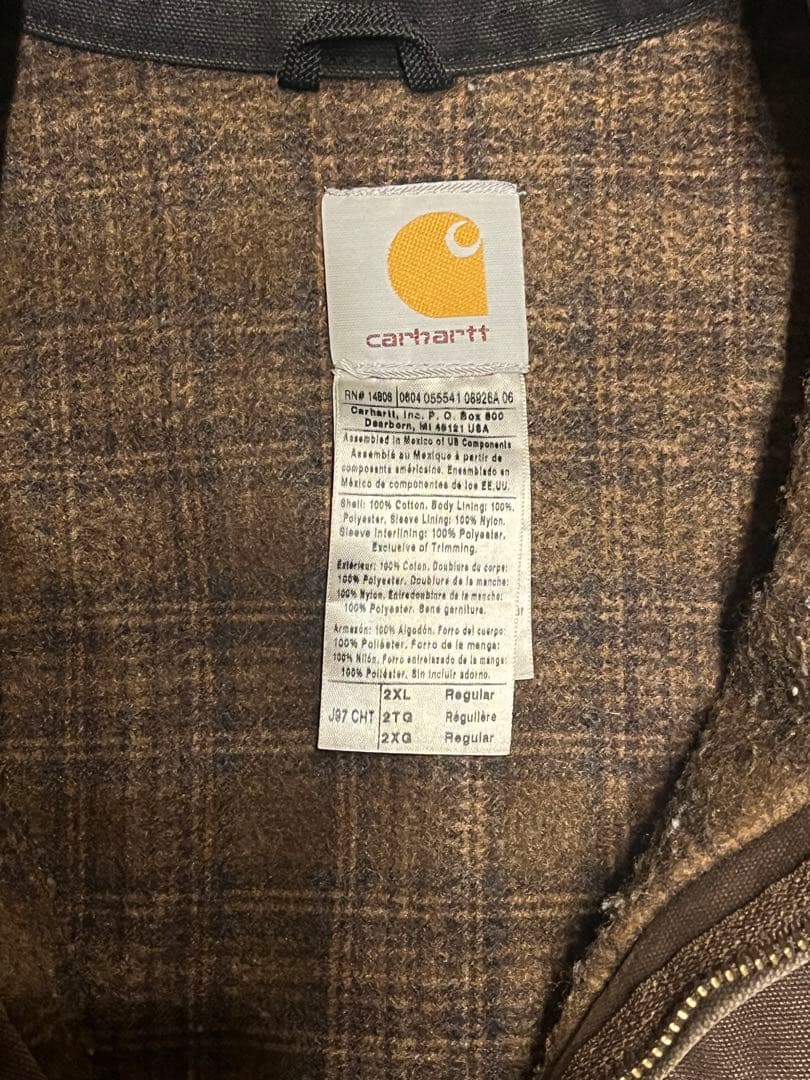 carhartt
RN# 14806 0604 055541 08926A 06
Carhartt, Inc. P. O. Box 600
Dearborn, MI 48121 USA
Assembled in Mexico of US Components
Assemblé au Mexique à partir de
composants américains. Ensamblado en
México de componentes de los EE.UU.
Shell: 100% Cotton. Body Lining: 100%
Polyester. Sleeve Lining: 100% Nylon.
Sleeve Interlining: 100% Polyester.
Exclusive of Trimming.
Extérieur: 100% Coton. Doublure du corps:
100% Polyester. Doublure de la manche:
100% Nylon. Entredoublure de la manche:
100% Polyester. Sans garniture.
Armazón: 100% Algodón. Forro del cuerpo:
100% Poliéster. Forro de la manga:
100% Nilón. Forro entrelazado de la manga:
100% Poliéster. Sin incluir adorno.
2XL Regular
J97 CHT 2TG Régulière
2XG Regular